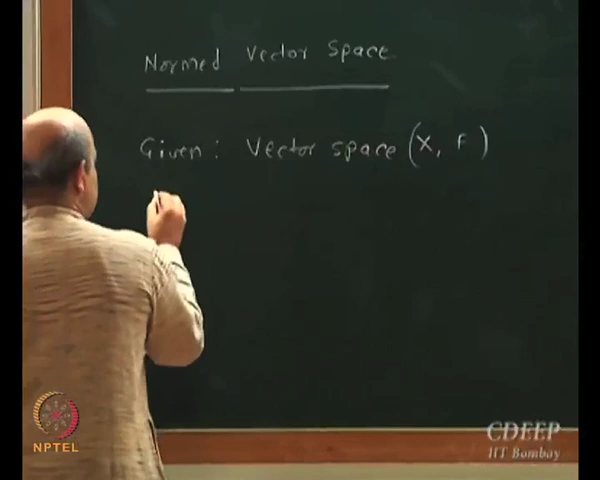 Normed Vector Space
Given : Vector space (X, F)
NPTEL
CDEEP
IIT Bombay